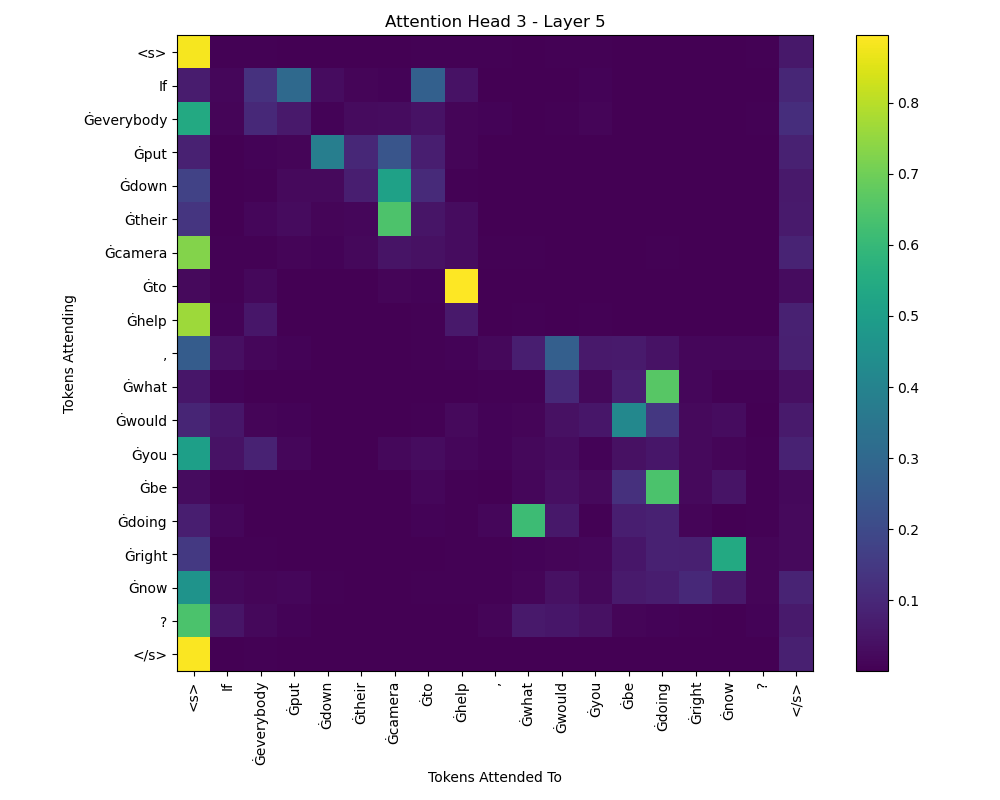 Attention Head 3 - Layer 5
Tokens Attending
<s>
If
Ġeverybody
Ġput
Ġdown
Ġtheir
Ġcamera
Ġto
Ġhelp
,
Ġwhat
Ġwould
Ġyou
Ġbe
Ġdoing
Ġright
Ġnow
?
</s>
<s>
If
Ġeverybody
Ġput
Ġdown
Ġtheir
Ġcamera
Ġto
Ġhelp
,
Ġwhat
Ġwould
Ġyou
Ġbe
Ġdoing
Ġright
Ġnow
?
</s>
Tokens Attended To
0.8
0.7
0.6
0.5
0.4
0.3
0.2
0.1